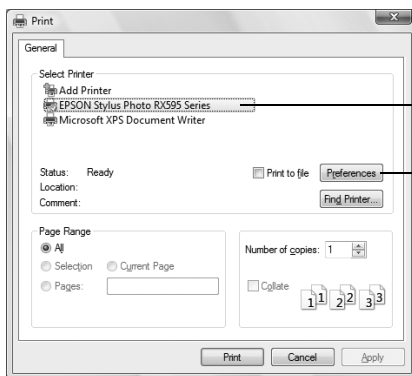 Print
General
Select Printer
Add Printer
EPSON Stylus Photo RX595 Series
Microsoft XPS Document Writer
Status: Ready
Print to file
Preferences
Location:
Comment:
Find Printer...
Page Range
All
Selection
Current Page
Pages:
Number of copies: 1
Collate
1 1 2 2 3 3
Print
Cancel
Apply